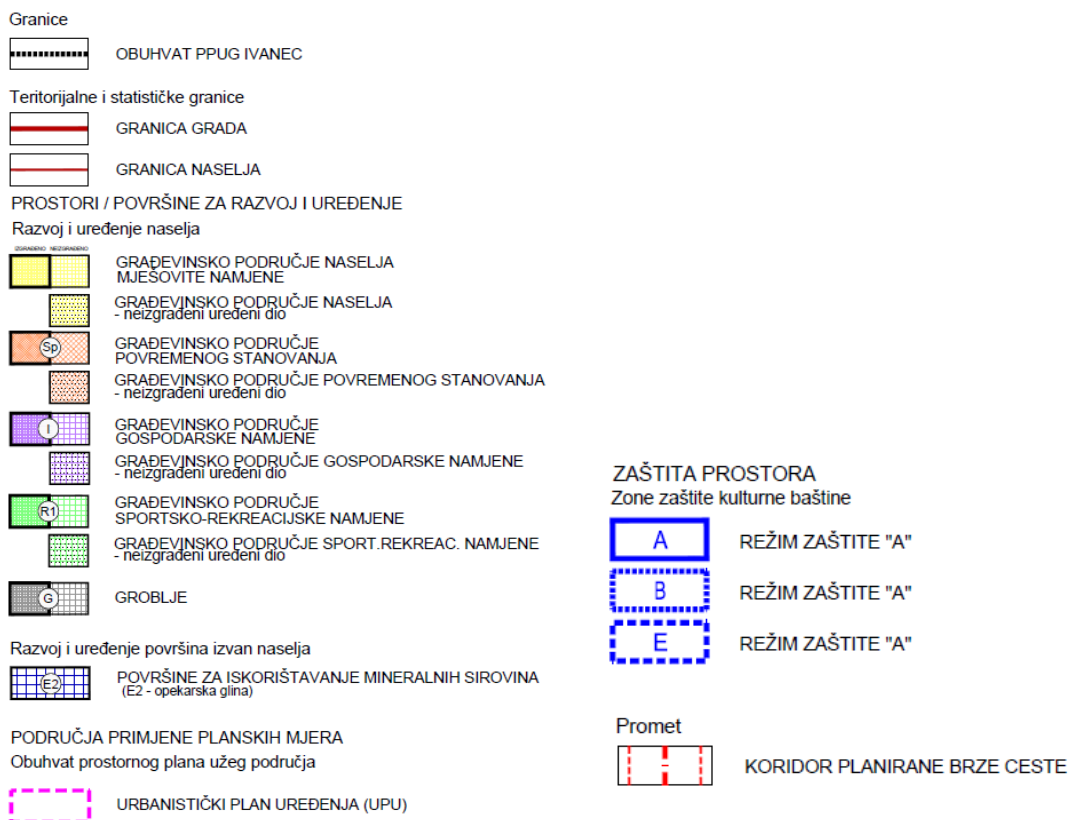 Granice
OBUHVAT PPUG IVANEC
Teritorijalne i statističke granice
GRANICA GRADA
GRANICA NASELJA
PROSTORI / POVRŠINE ZA RAZVOJ I UREĐENJE
Razvoj i uređenje naselja
IZGRAĐENO NEIZGRAĐENO
GRAĐEVINSKO PODRUČJE NASELJA
MJEŠOVITE NAMJENE
GRAĐEVINSKO PODRUČJE NASELJA
- neizgrađeni uređeni dio
Sp
GRAĐEVINSKO PODRUČJE
POVREMENOG STANOVANJA
GRAĐEVINSKO PODRUČJE POVREMENOG STANOVANJA
- neizgrađeni uređeni dio
I
GRAĐEVINSKO PODRUČJE
GOSPODARSKE NAMJENE
GRAĐEVINSKO PODRUČJE GOSPODARSKE NAMJENE
- neizgrađeni uređeni dio
R1
GRAĐEVINSKO PODRUČJE
SPORTSKO-REKREACIJSKE NAMJENE
GRAĐEVINSKO PODRUČJE SPORT.REKREAC. NAMJENE
- neizgrađeni uređeni dio
G
GROBLJE
Razvoj i uređenje površina izvan naselja
E2
POVRŠINE ZA ISKORIŠTAVANJE MINERALNIH SIROVINA
(E2 - opekarska glina)
PODRUČJA PRIMJENE PLANSKIH MJERA
Obuhvat prostornog plana užeg područja
URBANISTIČKI PLAN UREĐENJA (UPU)
ZAŠTITA PROSTORA
Zone zaštite kulturne baštine
A REŽIM ZAŠTITE "A"
B REŽIM ZAŠTITE "A"
E REŽIM ZAŠTITE "A"
Promet
KORIDOR PLANIRANE BRZE CESTE